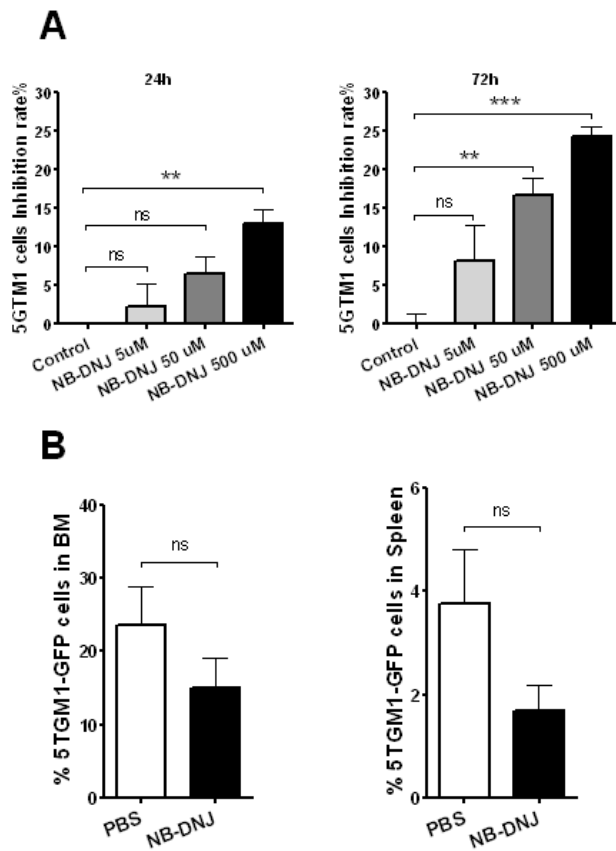 A
24h
5GTM1 cells Inhibition rate%
30
25
20
15
10
5
0
**
ns
ns
Control
NB-DNJ 5uM
NB-DNJ 50 uM
NB-DNJ 500 uM
72h
5GTM1 cells Inhibition rate%
30
25
20
15
10
5
0
***
**
ns
Control
NB-DNJ 5uM
NB-DNJ 50 uM
NB-DNJ 500 uM
B
% 5TGM1-GFP cells in BM
40
30
20
10
0
ns
PBS
NB-DNJ
% 5TGM1-GFP cells in Spleen
6
4
2
0
ns
PBS
NB-DNJ